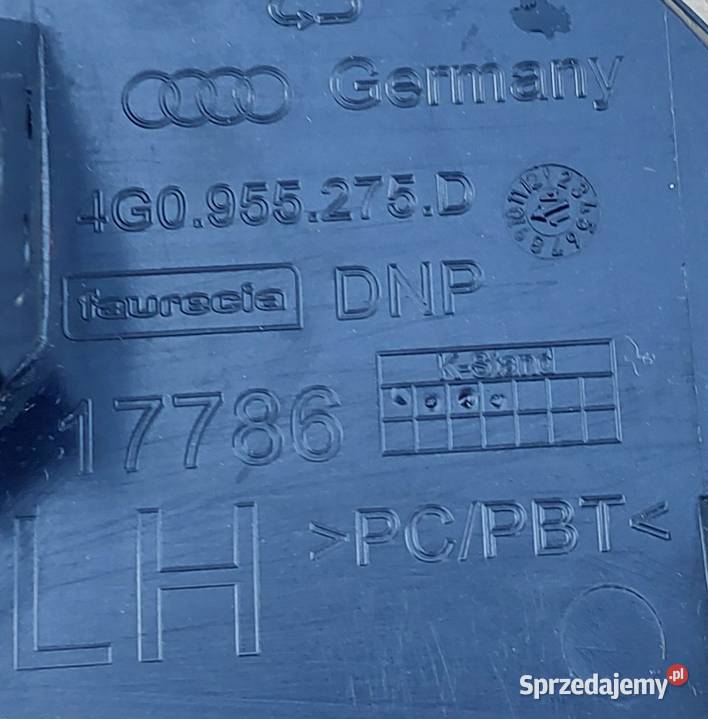 Germany
4G0.955.275.D
faurecia DNP
K-Stand
17786
LH >PC/PBT<
Sprzedajemy.pl